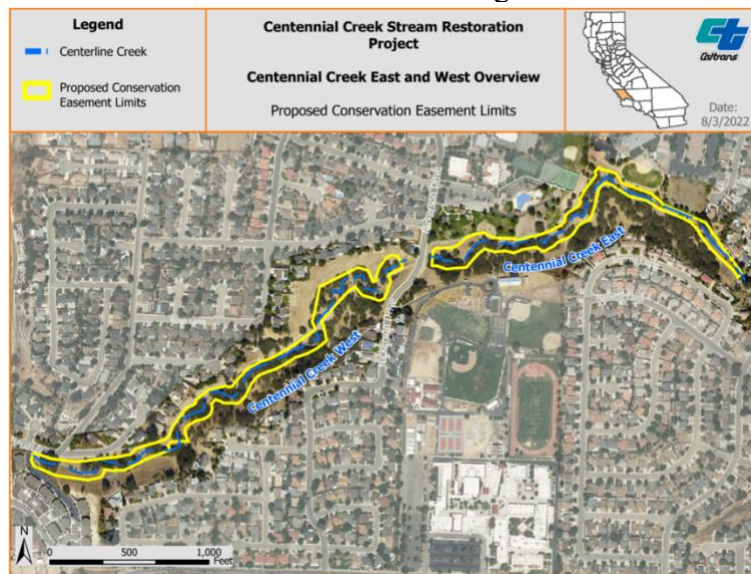 Legend
Centerline Creek
Proposed Conservation
Easement Limits
Centennial Creek Stream Restoration
Project
Centennial Creek East and West Overview
Proposed Conservation Easement Limits
Caltrans
Date:
8/3/2022
Centennial Creek East
Centennial Creek West
N
0 500 1,000
Feet